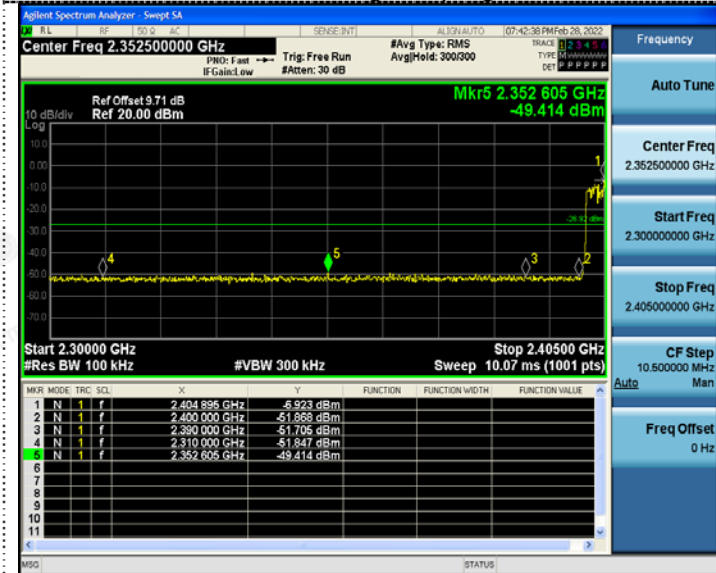 Agilent Spectrum Analyzer - Swept SA
RL RF 50 Ω AC SENSE:INT ALIGNAUTO 07:42:38 PM Feb 28, 2022
Center Freq 2.352500000 GHz
PNO: Fast
IFGain:Low
Trig: Free Run
#Atten: 30 dB
#Avg Type: RMS
Avg|Hold: 300/300
TRACE 1 2 3 4 5 6
TYPE M WWWWW
DET P P P P P P
Frequency
Ref Offset 9.71 dB
Ref 20.00 dBm
10 dB/div
Log
Mkr5 2.352 605 GHz
-49.414 dBm
10.0
0.00
-10.0
-20.0
-30.0
-40.0
-50.0
-60.0
-70.0
1
-26.92 dBm
4
5
3
2
Start 2.30000 GHz
Stop 2.40500 GHz
#Res BW 100 kHz #VBW 300 kHz Sweep 10.07 ms (1001 pts)
MKR MODE TRC SCL X Y FUNCTION FUNCTION WIDTH FUNCTION VALUE
1 N 1 f 2.404 895 GHz -6.923 dBm
2 N 1 f 2.400 000 GHz -51.868 dBm
3 N 1 f 2.390 000 GHz -51.705 dBm
4 N 1 f 2.310 000 GHz -51.847 dBm
5 N 1 f 2.352 605 GHz -49.414 dBm
6
7
8
9
10
11
MSG STATUS
Auto Tune
Center Freq
2.352500000 GHz
Start Freq
2.300000000 GHz
Stop Freq
2.405000000 GHz
CF Step
10.500000 MHz
Auto Man
Freq Offset
0 Hz